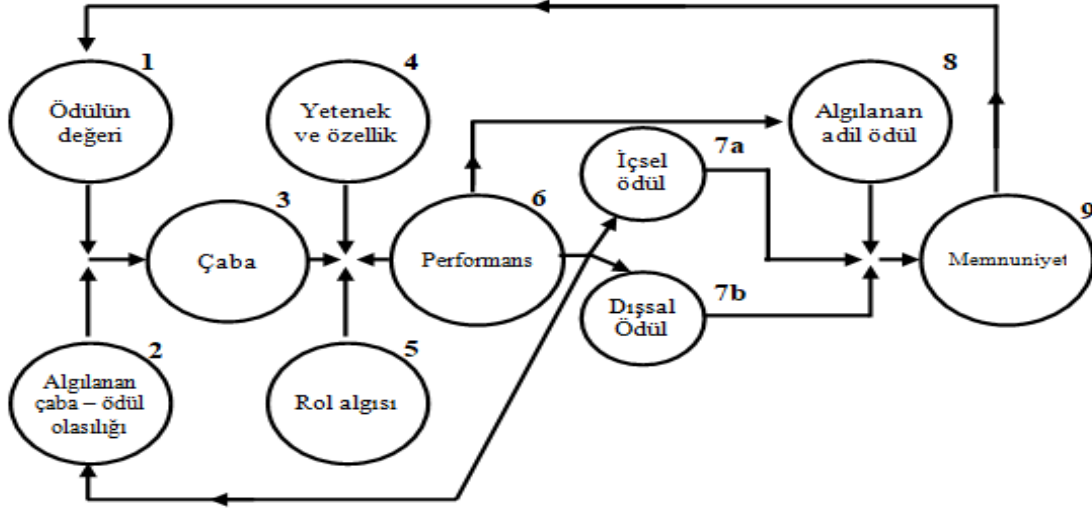 1
Ödülün
değeri
2
Algılanan
çaba – ödül
olasılığı
3
Çaba
4
Yetenek
ve özellik
5
Rol algısı
6
Performans
7a
İçsel
ödül
7b
Dışsal
Ödül
8
Algılanan
adil ödül
9
Memnuniyet